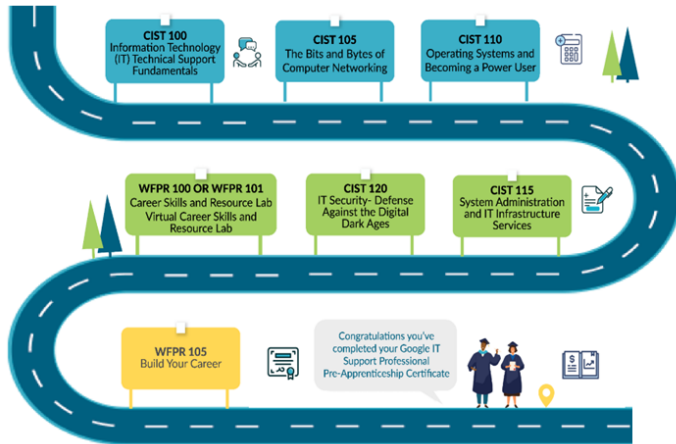 CIST 100
Information Technology
(IT) Technical Support
Fundamentals
CIST 105
The Bits and Bytes of
Computer Networking
CIST 110
Operating Systems and
Becoming a Power User
WFPR 100 OR WFPR 101
Career Skills and Resource Lab
Virtual Career Skills and
Resource Lab
CIST 120
IT Security- Defense
Against the Digital
Dark Ages
CIST 115
System Administration
and IT Infrastructure
Services
WFPR 105
Build Your Career
Congratulations you've
completed your Google IT
Support Professional
Pre-Apprenticeship Certificate